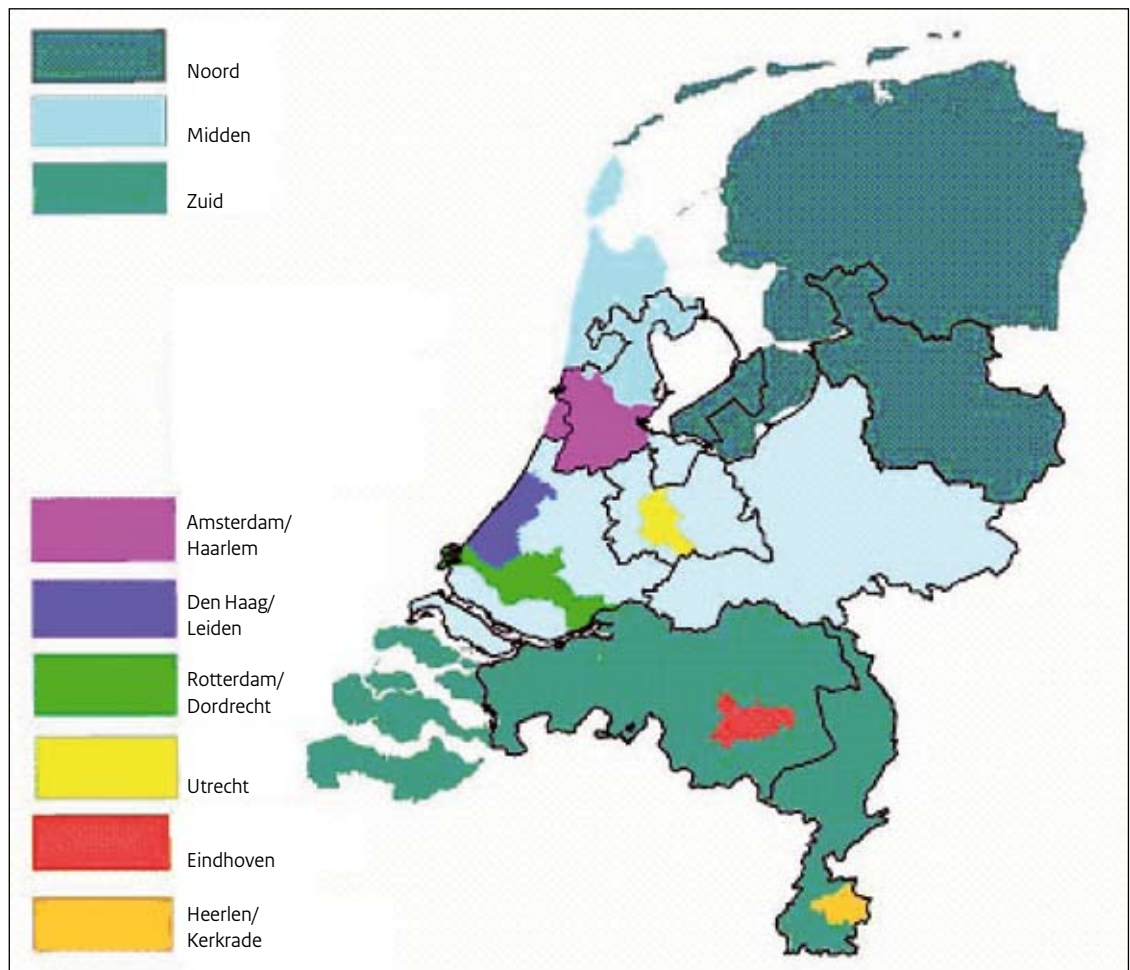 Noord
Midden
Zuid
Amsterdam/
Haarlem
Den Haag/
Leiden
Rotterdam/
Dordrecht
Utrecht
Eindhoven
Heerlen/
Kerkrade